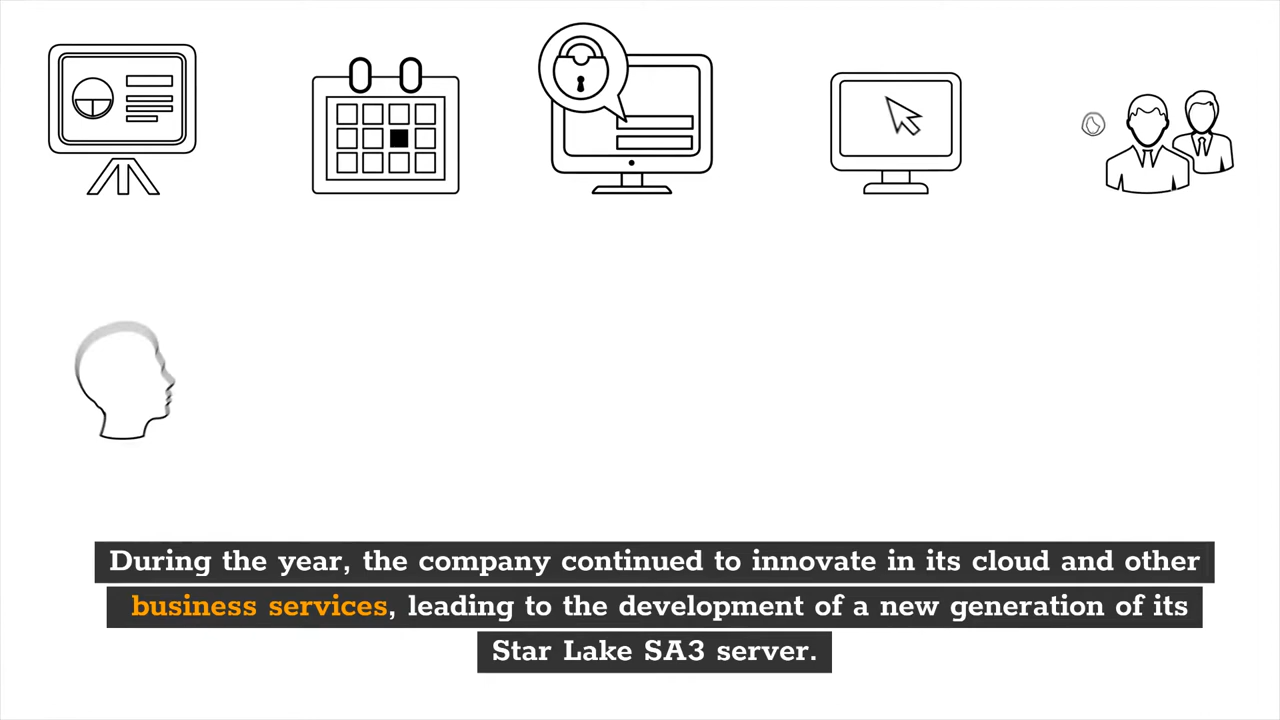 During the year, the company continued to innovate in its cloud and other
business services, leading to the development of a new generation of its
Star Lake SA3 server.